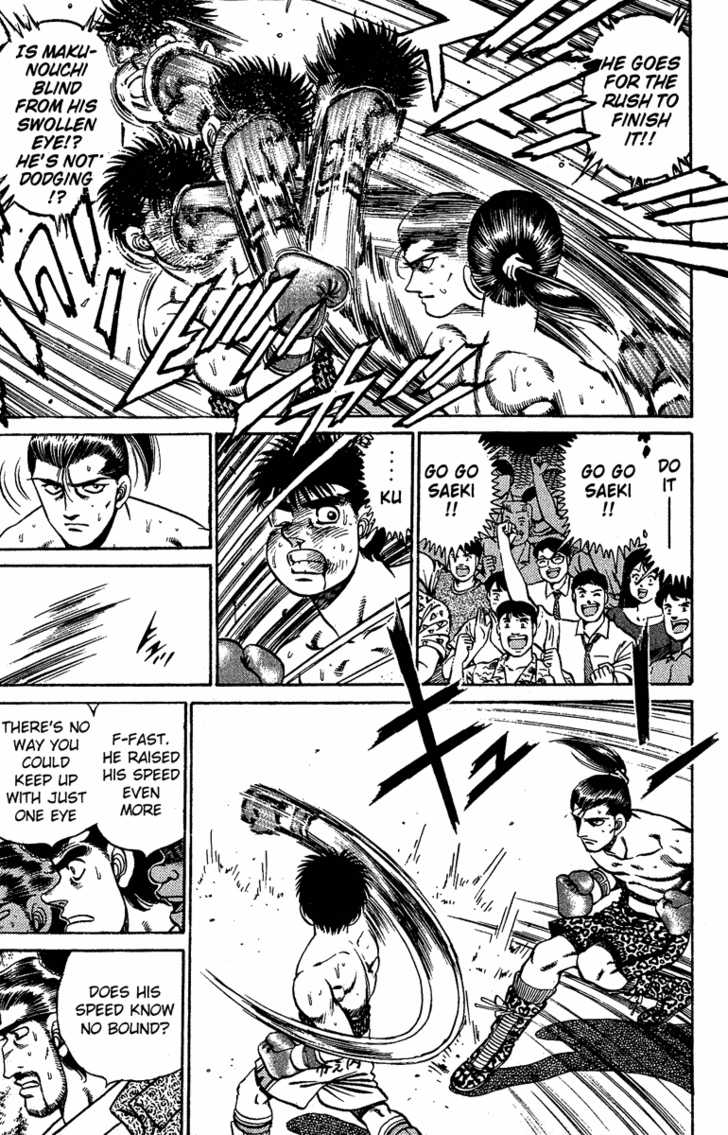 HE GOES
FOR THE
RUSH TO
FINISH
IT!!
IS MAKU-
NOUCHI
BLIND
FROM HIS
SWOLLEN
EYE!?
HE'S NOT
DODGING
!?
DO
IT
GO GO
SAEKI
!!
GO GO
SAEKI
!!
......
KU
F-FAST.
HE RAISED
HIS SPEED
EVEN
MORE
THERE'S NO
WAY YOU
COULD
KEEP UP
WITH JUST
ONE EYE
DOES HIS
SPEED KNOW
NO BOUND?